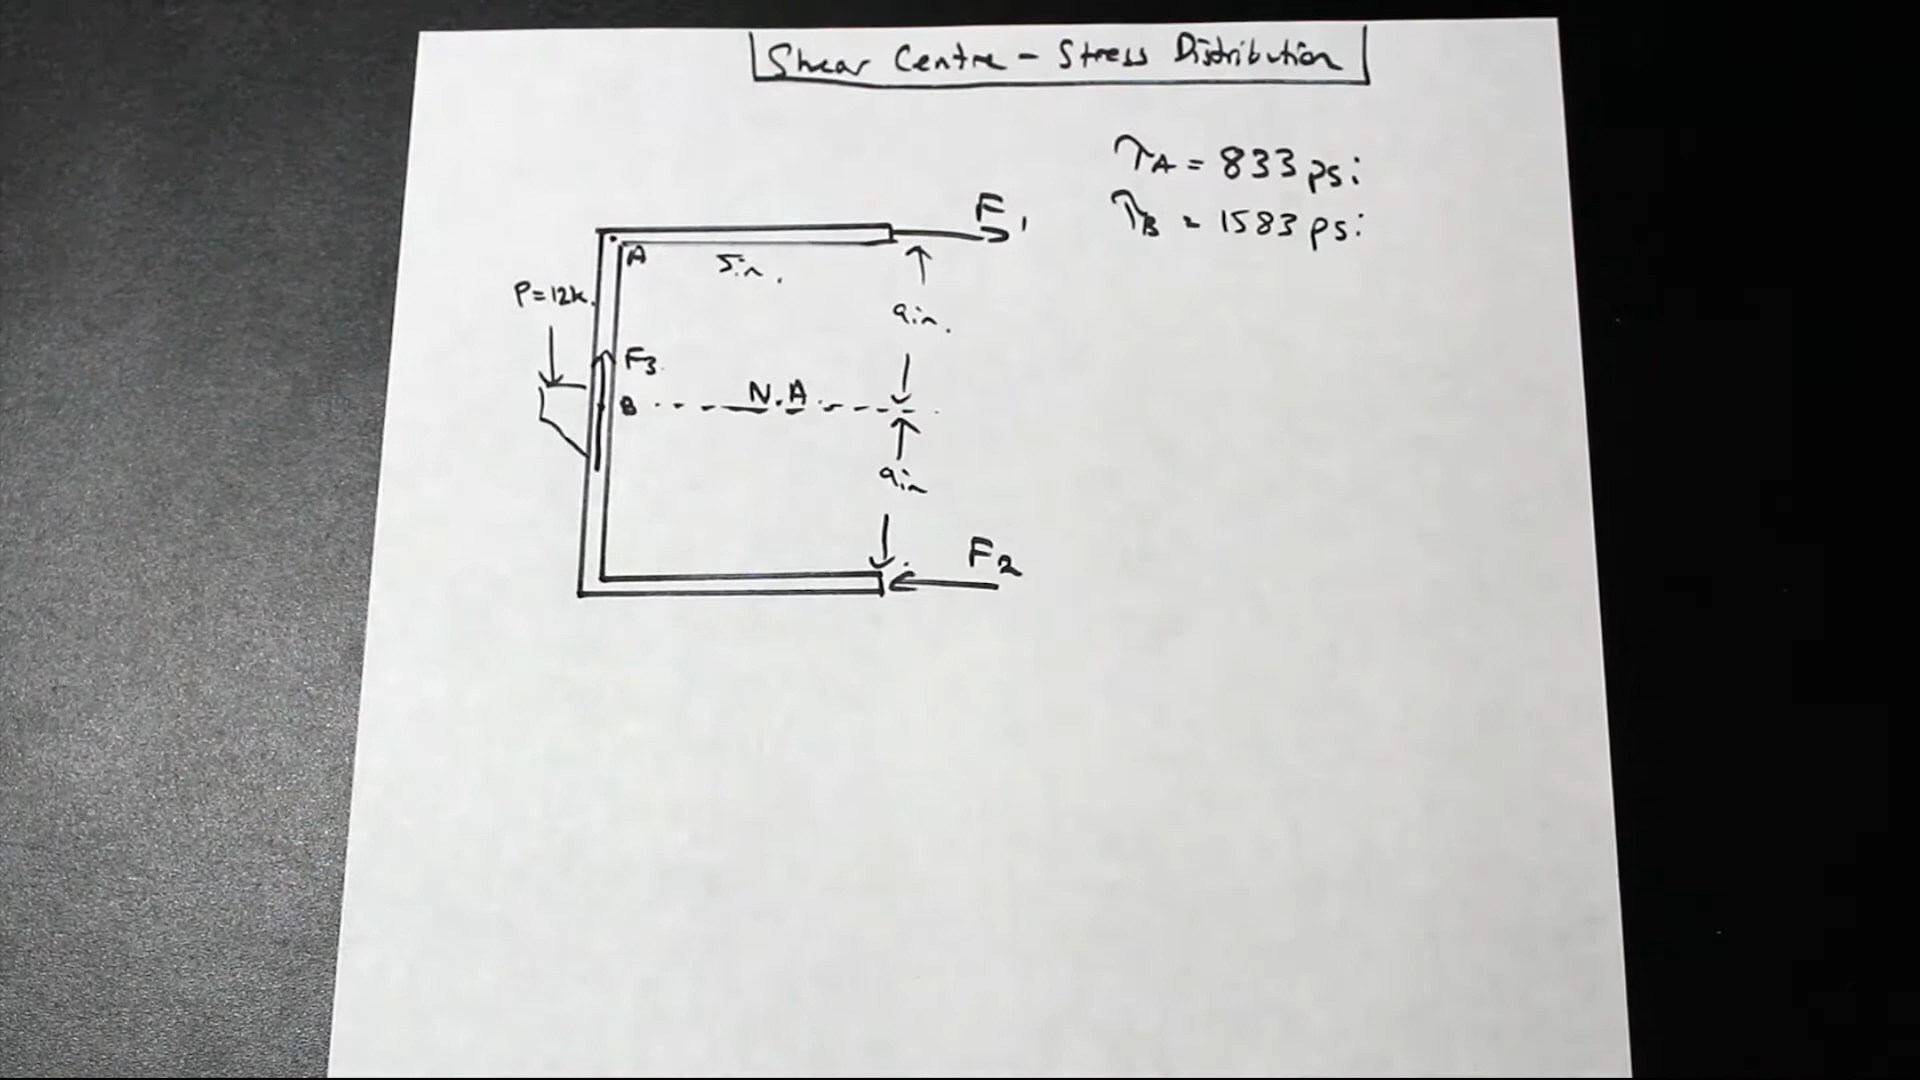 Shear Centre - Stress Distribution
τA = 833 psi
τB = 1583 psi
F1
A
5in.
P=12k.
9in.
F3
B
N.A.
9in
F2